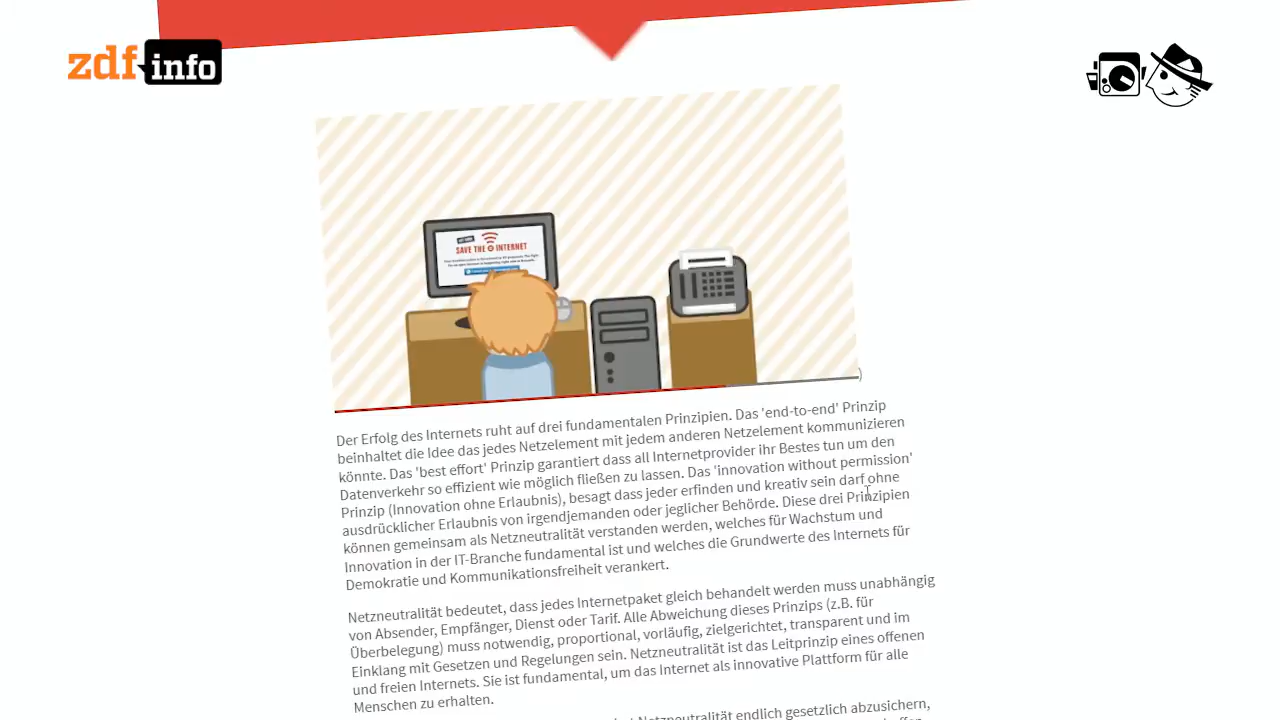 zdf info
SAVE THE INTERNET
Der Erfolg des Internets ruht auf drei fundamentalen Prinzipien. Das 'end-to-end' Prinzip
beinhaltet die Idee das jedes Netzelement mit jedem anderen Netzelement kommunizieren
könnte. Das 'best effort' Prinzip garantiert dass all Internetprovider ihr Bestes tun um den
Datenverkehr so effizient wie möglich fließen zu lassen. Das 'innovation without permission'
Prinzip (Innovation ohne Erlaubnis), besagt dass jeder erfinden und kreativ sein darf ohne
ausdrücklicher Erlaubnis von irgendjemanden oder jeglicher Behörde. Diese drei Prinzipien
können gemeinsam als Netzneutralität verstanden werden, welches für Wachstum und
Innovation in der IT-Branche fundamental ist und welches die Grundwerte des Internets für
Demokratie und Kommunikationsfreiheit verankert.
Netzneutralität bedeutet, dass jedes Internetpaket gleich behandelt werden muss unabhängig
von Absender, Empfänger, Dienst oder Tarif. Alle Abweichung dieses Prinzips (z.B. für
Überbelegung) muss notwendig, proportional, vorläufig, zielgerichtet, transparent und im
Einklang mit Gesetzen und Regelungen sein. Netzneutralität ist das Leitprinzip eines offenen
und freien Internets. Sie ist fundamental, um das Internet als innovative Plattform für alle
Menschen zu erhalten.
Netzneutralität endlich gesetzlich abzusichern,